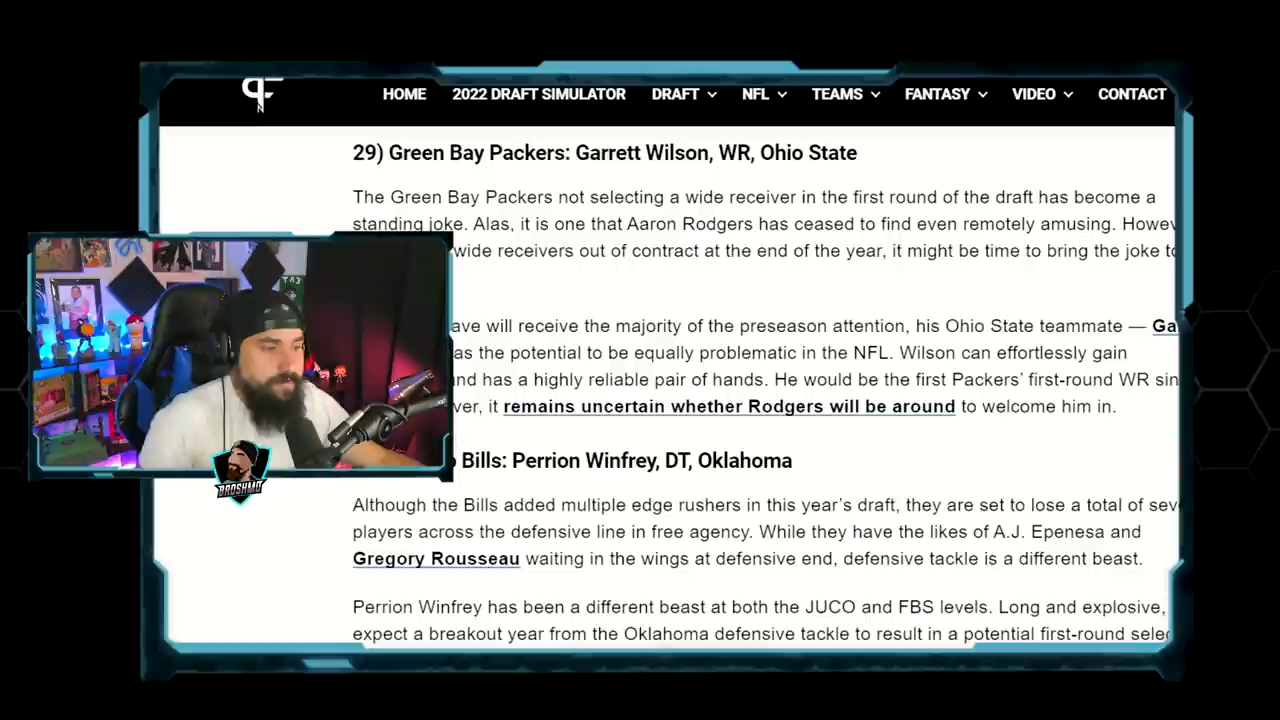 HOME 2022 DRAFT SIMULATOR DRAFT NFL TEAMS FANTASY VIDEO CONTACT
29) Green Bay Packers: Garrett Wilson, WR, Ohio State
The Green Bay Packers not selecting a wide receiver in the first round of the draft has become a
standing joke. Alas, it is one that Aaron Rodgers has ceased to find even remotely amusing. Howev
wide receivers out of contract at the end of the year, it might be time to bring the joke to
ave will receive the majority of the preseason attention, his Ohio State teammate — Ga
as the potential to be equally problematic in the NFL. Wilson can effortlessly gain
nd has a highly reliable pair of hands. He would be the first Packers' first-round WR sin
ver, it remains uncertain whether Rodgers will be around to welcome him in.
Bills: Perrion Winfrey, DT, Oklahoma
Although the Bills added multiple edge rushers in this year's draft, they are set to lose a total of seve
players across the defensive line in free agency. While they have the likes of A.J. Epenesa and
Gregory Rousseau waiting in the wings at defensive end, defensive tackle is a different beast.
Perrion Winfrey has been a different beast at both the JUCO and FBS levels. Long and explosive,
expect a breakout year from the Oklahoma defensive tackle to result in a potential first-round selec
BROSHMO